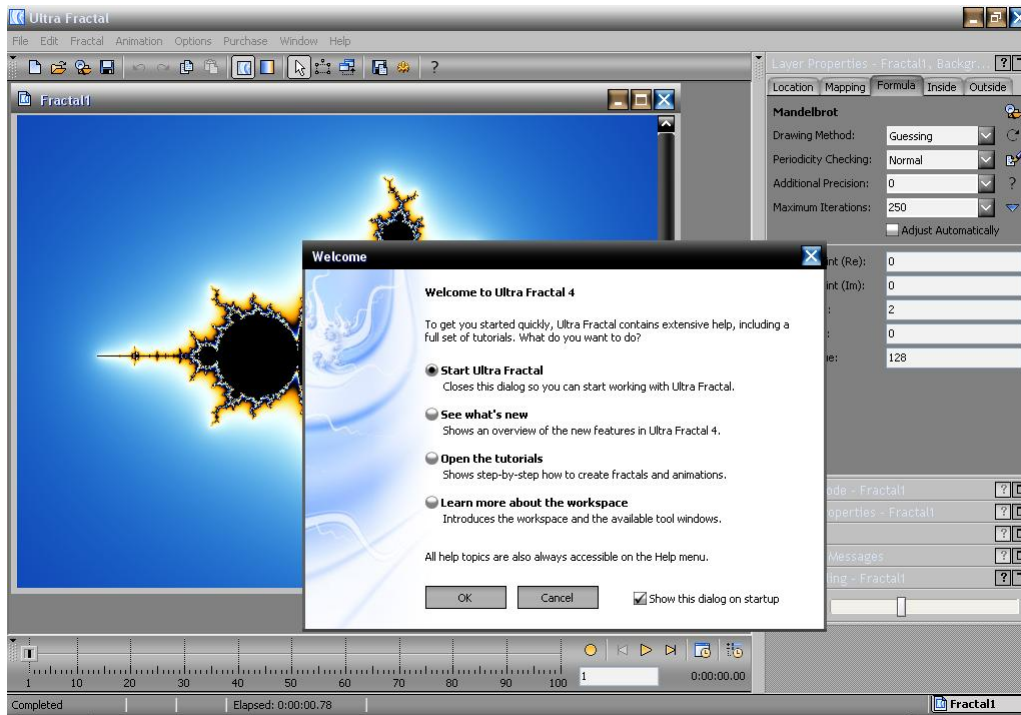 Ultra Fractal
File Edit Fractal Animation Options Purchase Window Help
?
Fractal1
Layer Properties - Fractal1, Backgr... ?
Location Mapping Formula Inside Outside
Mandelbrot
Drawing Method: Guessing
Periodicity Checking: Normal
Additional Precision: 0
?
Maximum Iterations: 250
Adjust Automatically
int (Re): 0
int (Im): 0
: 2
: 0
ue: 128
Welcome
Welcome to Ultra Fractal 4
To get you started quickly, Ultra Fractal contains extensive help, including a
full set of tutorials. What do you want to do?
Start Ultra Fractal
Closes this dialog so you can start working with Ultra Fractal.
See what's new
Shows an overview of the new features in Ultra Fractal 4.
Open the tutorials
Shows step-by-step how to create fractals and animations.
Learn more about the workspace
Introduces the workspace and the available tool windows.
All help topics are also always accessible on the Help menu.
OK Cancel Show this dialog on startup
ode - Fractal1 ?
operties - Fractal1 ?
?
Messages ?
ing - Fractal1 ?
1 10 20 30 40 50 60 70 80 90 100
1 0:00:00.00
Completed Elapsed: 0:00:00.78 Fractal1